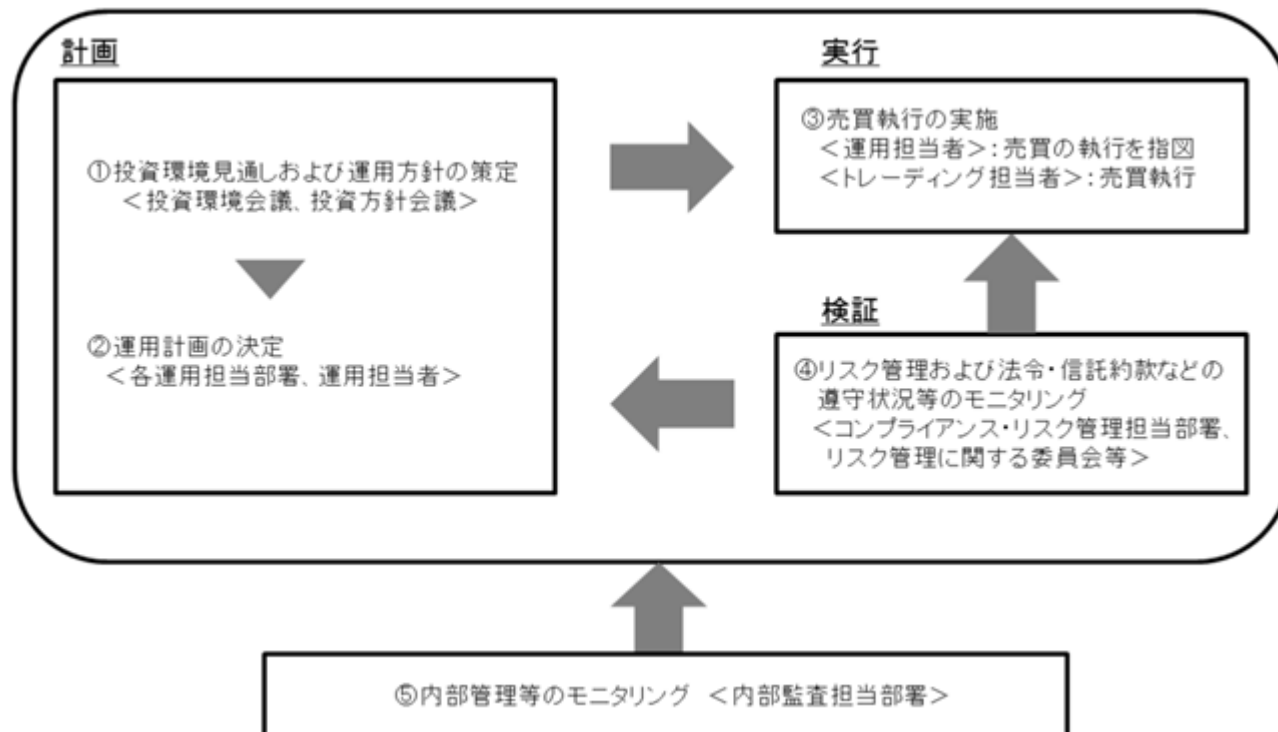 計画
①投資環境見通しおよび運用方針の策定
＜投資環境会議、投資方針会議＞
②運用計画の決定
＜各運用担当部署、運用担当者＞
実行
③売買執行の実施
＜運用担当者＞：売買の執行を指図
＜トレーディング担当者＞：売買執行
検証
④リスク管理および法令・信託約款などの
遵守状況等のモニタリング
＜コンプライアンス・リスク管理担当部署、
リスク管理に関する委員会等＞
⑤内部管理等のモニタリング ＜内部監査担当部署＞